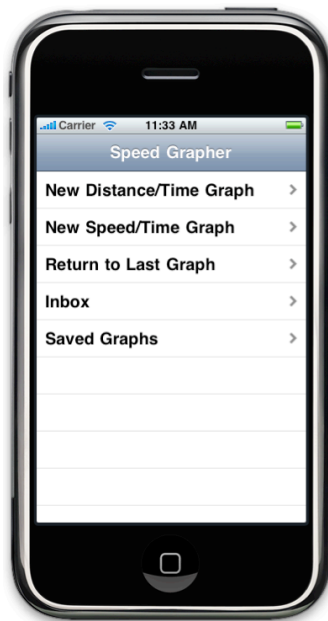 Carrier 11:33 AM
Speed Grapher
New Distance/Time Graph
New Speed/Time Graph
Return to Last Graph
Inbox
Saved Graphs